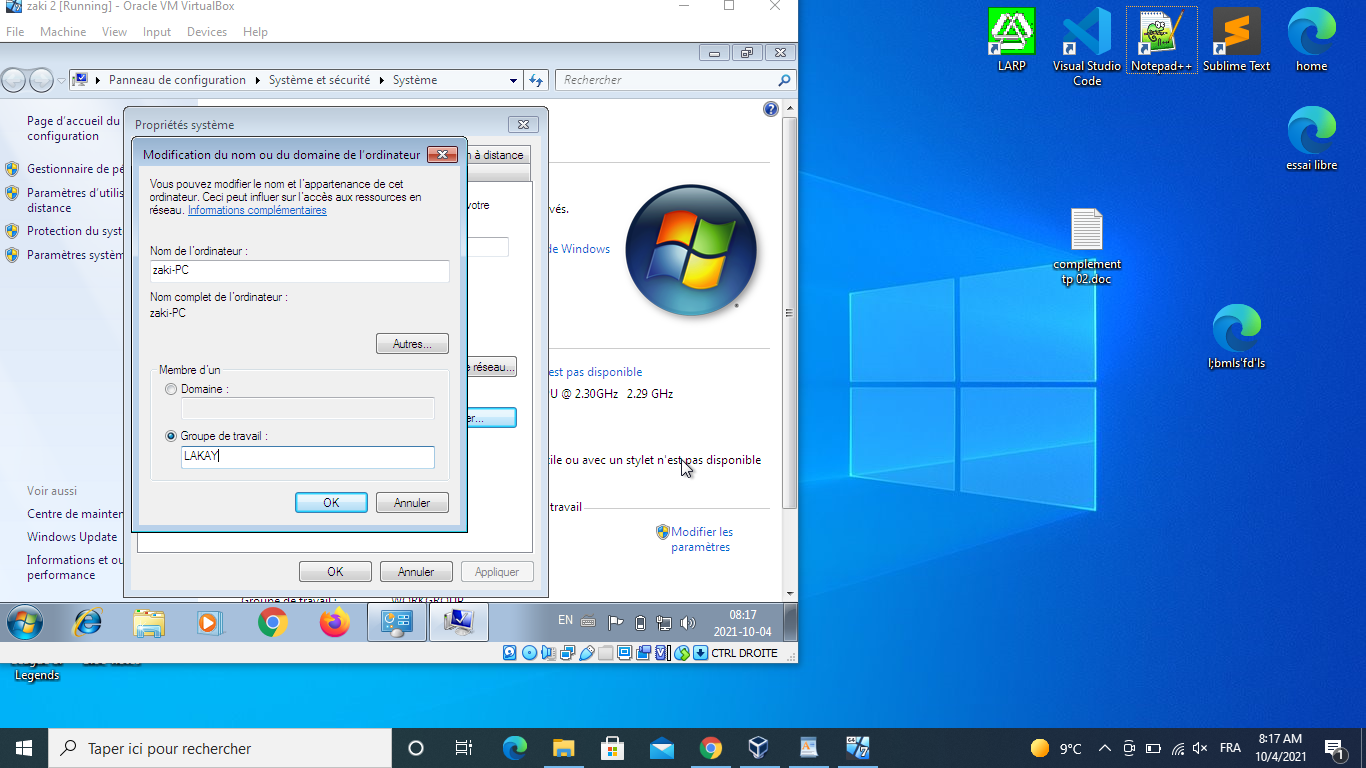 zaki 2 [Running] - Oracle VM VirtualBox
File Machine View Input Devices Help
Panneau de configuration Système et sécurité Système
Rechercher
Page d'accueil du
configuration
Gestionnaire de pé
Paramètres d'utilis
distance
Protection du syst
Paramètres systèm
Voir aussi
Centre de mainten
Windows Update
Informations et ou
performance
Propriétés système
n à distance
votre
e réseau...
er...
OK Annuler Appliquer
Modification du nom ou du domaine de l'ordinateur
Vous pouvez modifier le nom et l'appartenance de cet
ordinateur. Ceci peut influer sur l'accès aux ressources en
réseau. Informations complémentaires
Nom de l'ordinateur :
zaki-PC
Nom complet de l'ordinateur :
zaki-PC
Autres...
Membre d'un
Domaine :
Groupe de travail :
LAKAY
OK Annuler
vés.
de Windows
est pas disponible
U @ 2.30GHz 2.29 GHz
tile ou avec un stylet n'est pas disponible
travail
Modifier les
paramètres
Groupe de travail : WORKGROUP
EN
08:17
2021-10-04
CTRL DROITE
LARP
Visual Studio
Code
Notepad++
Sublime Text
home
essai libre
complement
tp 02.doc
l;bmls'fd'ls
Legends
Taper ici pour rechercher
9°C
FRA
8:17 AM
10/4/2021
1